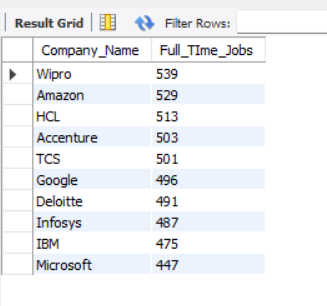 Result Grid Filter Rows:
Company_Name Full_TIme_Jobs
Wipro 539
Amazon 529
HCL 513
Accenture 503
TCS 501
Google 496
Deloitte 491
Infosys 487
IBM 475
Microsoft 447